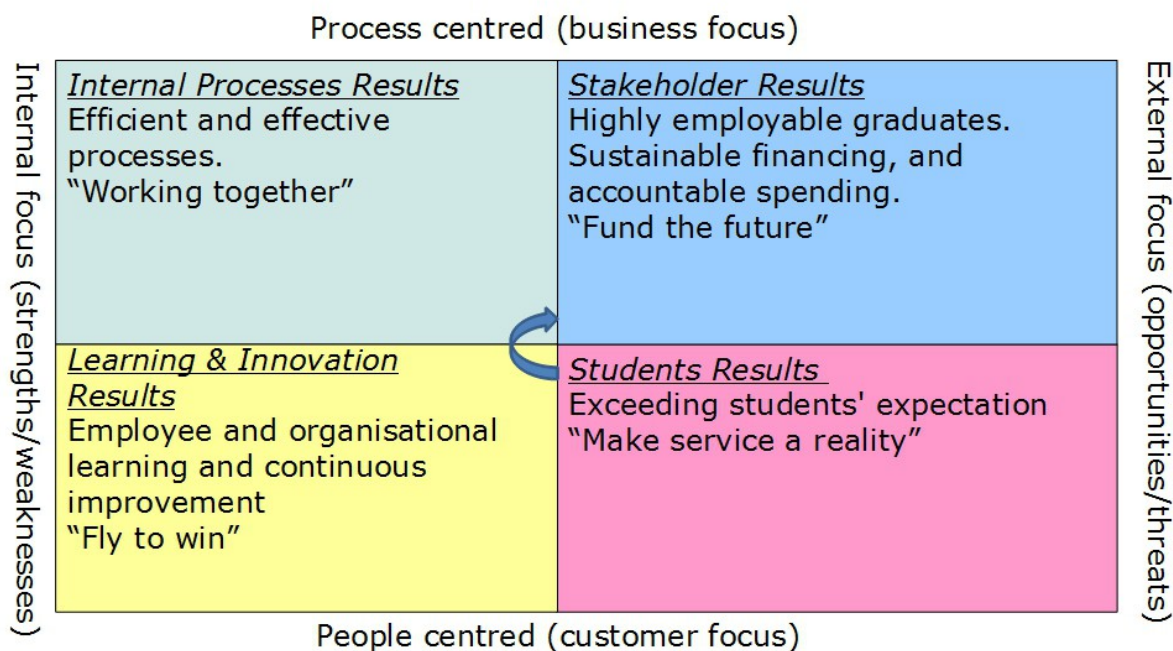 Process centred (business focus)
Internal focus (strengths/weaknesses)
Internal Processes Results
Efficient and effective
processes.
“Working together”
Stakeholder Results
Highly employable graduates.
Sustainable financing, and
accountable spending.
“Fund the future”
External focus (opportunities/threats)
Learning & Innovation
Results
Employee and organisational
learning and continuous
improvement
“Fly to win”
Students Results
Exceeding students' expectation
“Make service a reality”
People centred (customer focus)